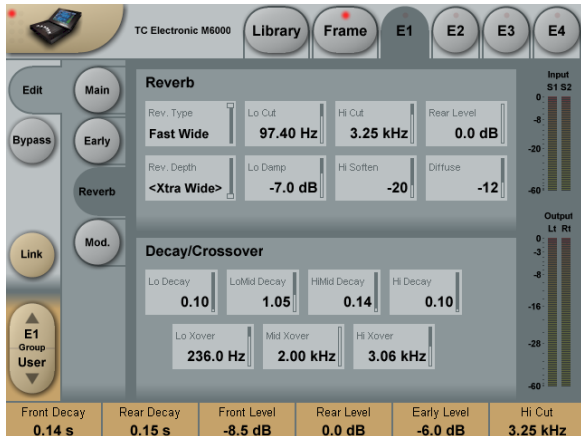 TC Electronic M6000
Library
Frame
E1
E2
E3
E4
Edit
Bypass
Link
E1
Group
User
Main
Early
Reverb
Mod.
Reverb
Rev. Type
Fast Wide
Lo Cut
97.40 Hz
Hi Cut
3.25 kHz
Rear Level
0.0 dB
Rev. Depth
<Xtra Wide>
Lo Damp
-7.0 dB
Hi Soften
-20
Diffuse
-12
Decay/Crossover
Lo Decay
0.10
LoMid Decay
1.05
HiMid Decay
0.14
Hi Decay
0.10
Lo Xover
236.0 Hz
Mid Xover
2.00 kHz
Hi Xover
3.06 kHz
Input
S1 S2
0
-8
-20
-60
Output
Lt Rt
0
-3
-8
-16
-28
-60
Front Decay
0.14 s
Rear Decay
0.15 s
Front Level
-8.5 dB
Rear Level
0.0 dB
Early Level
-6.0 dB
Hi Cut
3.25 kHz